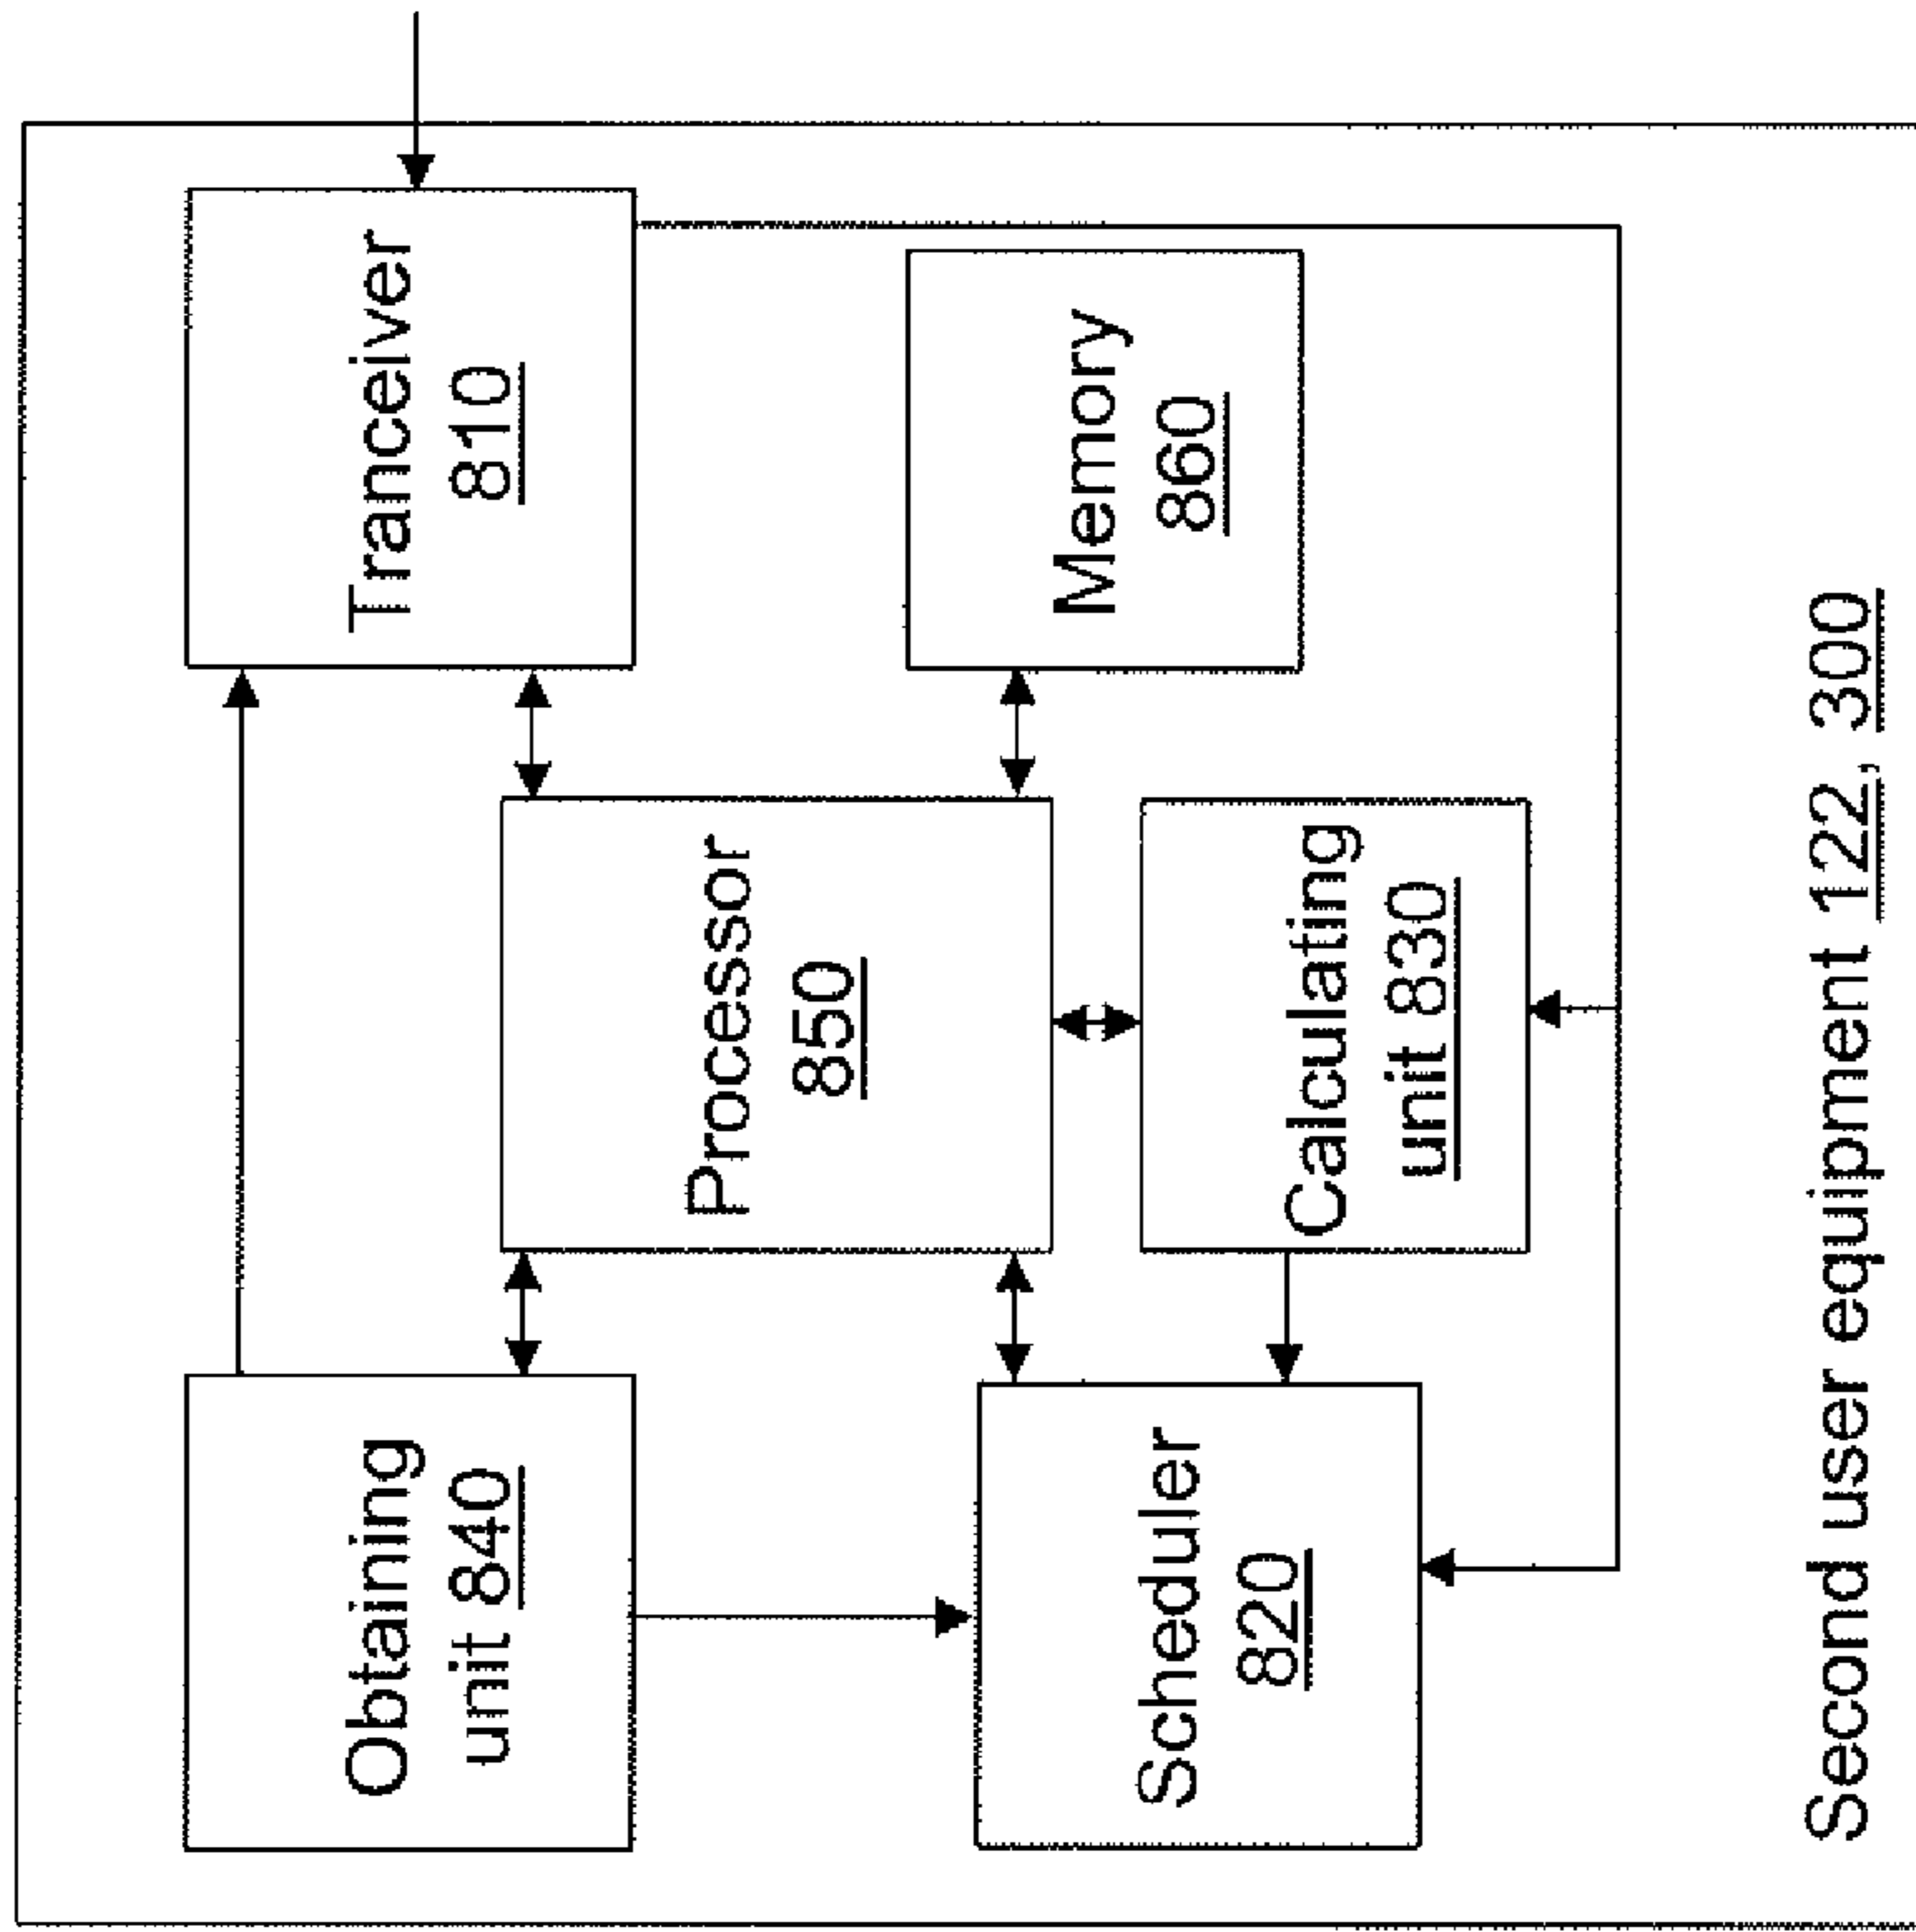 Obtaining
unit 840
Tranceiver
810
Processor
850
Scheduler
820
Calculating
unit 830
Memory
860
Second user equipment 122, 300